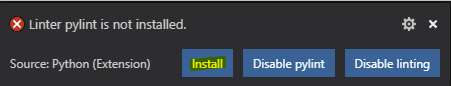 Linter pylint is not installed.
Source: Python (Extension) Install Disable pylint Disable linting